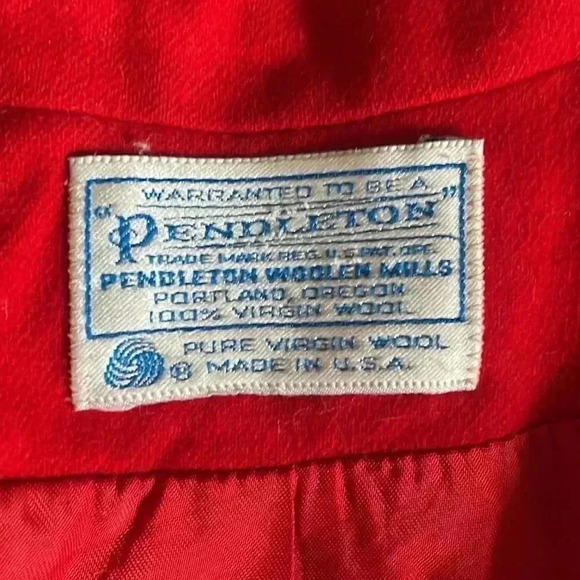 WARRANTED TO BE A
"PENDLETON"
TRADE MARK REG. U.S. PAT. OFF.
PENDLETON WOOLEN MILLS
PORTLAND, OREGON
100% VIRGIN WOOL
PURE VIRGIN WOOL
® MADE IN U.S.A.